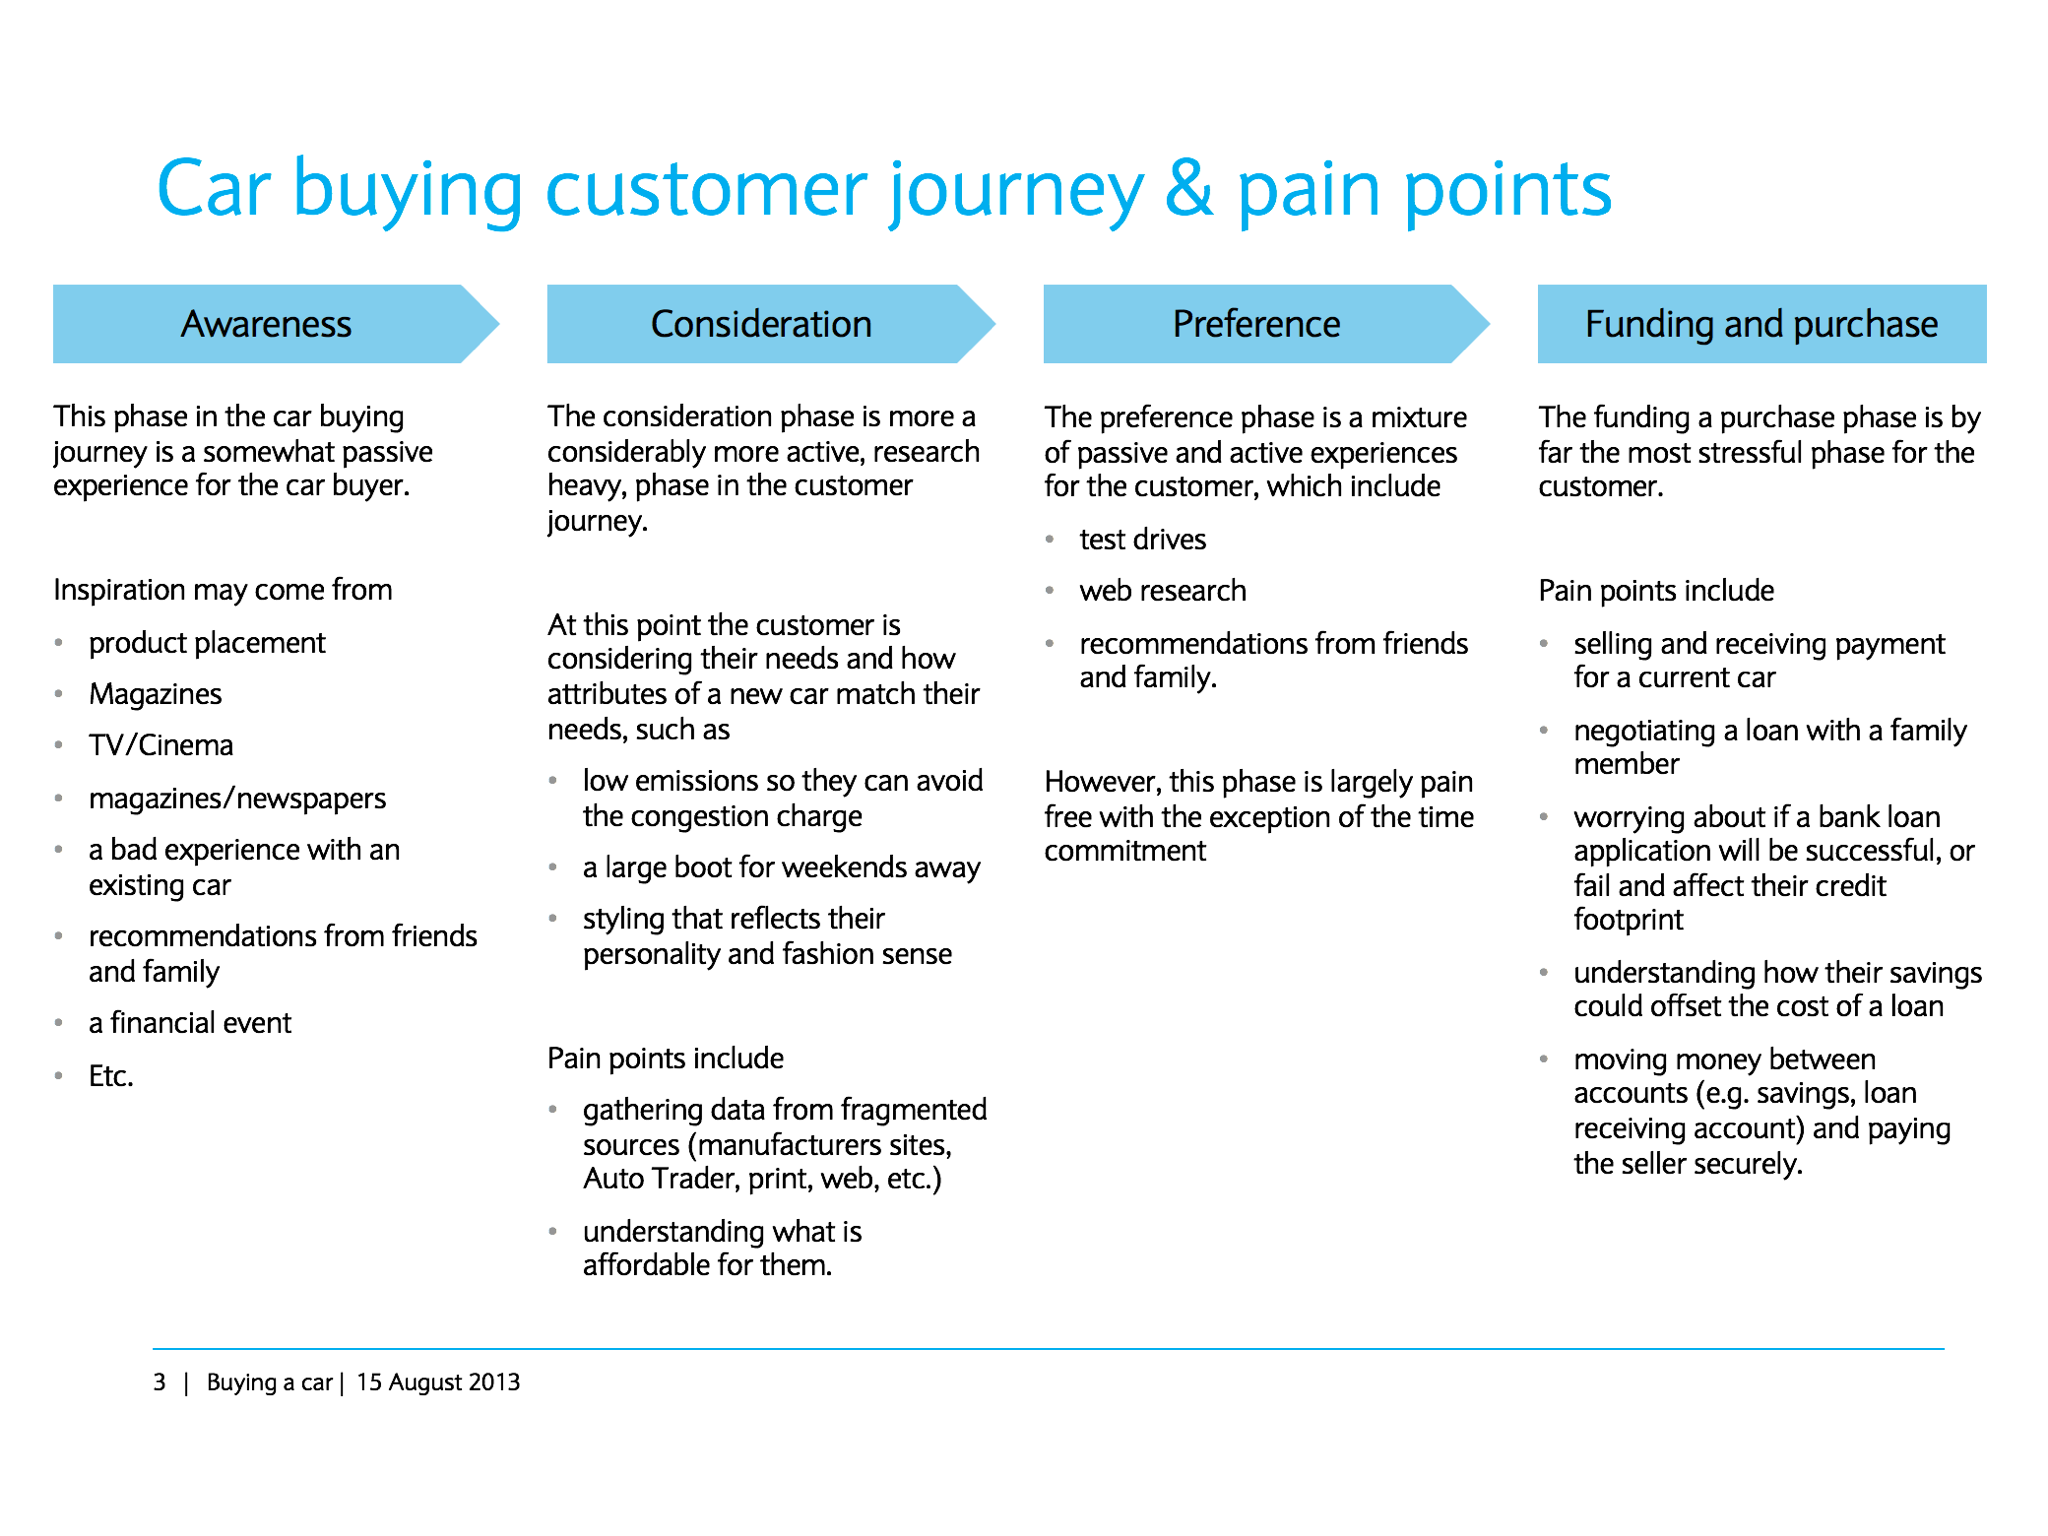 Car buying customer journey & pain points
Awareness
This phase in the car buying
journey is a somewhat passive
experience for the car buyer.
Inspiration may come from
• product placement
• Magazines
• TV/Cinema
• magazines/newspapers
• a bad experience with an
existing car
• recommendations from friends
and family
• a financial event
• Etc.
Consideration
The consideration phase is more a
considerably more active, research
heavy, phase in the customer
journey.
At this point the customer is
considering their needs and how
attributes of a new car match their
needs, such as
• low emissions so they can avoid
the congestion charge
• a large boot for weekends away
• styling that reflects their
personality and fashion sense
Pain points include
• gathering data from fragmented
sources (manufacturers sites,
Auto Trader, print, web, etc.)
• understanding what is
affordable for them.
Preference
The preference phase is a mixture
of passive and active experiences
for the customer, which include
• test drives
• web research
• recommendations from friends
and family.
However, this phase is largely pain
free with the exception of the time
commitment
Funding and purchase
The funding a purchase phase is by
far the most stressful phase for the
customer.
Pain points include
• selling and receiving payment
for a current car
• negotiating a loan with a family
member
• worrying about if a bank loan
application will be successful, or
fail and affect their credit
footprint
• understanding how their savings
could offset the cost of a loan
• moving money between
accounts (e.g. savings, loan
receiving account) and paying
the seller securely.
3 | Buying a car | 15 August 2013